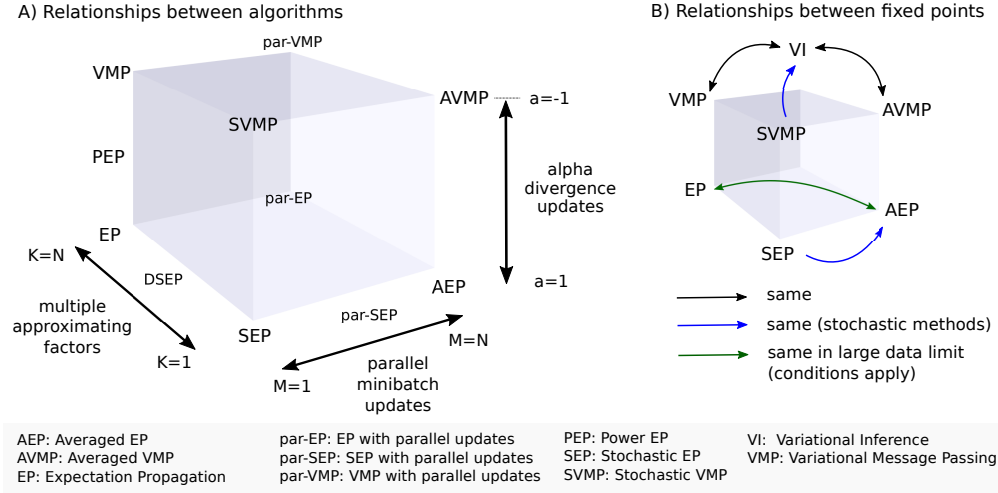 A) Relationships between algorithms
par-VMP
VMP
AVMP
a=-1
SVMP
PEP
alpha
divergence
updates
par-EP
EP
K=N
DSEP
AEP
a=1
multiple
approximating
factors
par-SEP
SEP
M=N
K=1
parallel
minibatch
updates
M=1
B) Relationships between fixed points
VI
VMP
AVMP
SVMP
EP
AEP
SEP
same
same (stochastic methods)
same in large data limit
(conditions apply)
AEP: Averaged EP
AVMP: Averaged VMP
EP: Expectation Propagation
par-EP: EP with parallel updates
par-SEP: SEP with parallel updates
par-VMP: VMP with parallel updates
PEP: Power EP
SEP: Stochastic EP
SVMP: Stochastic VMP
VI: Variational Inference
VMP: Variational Message Passing